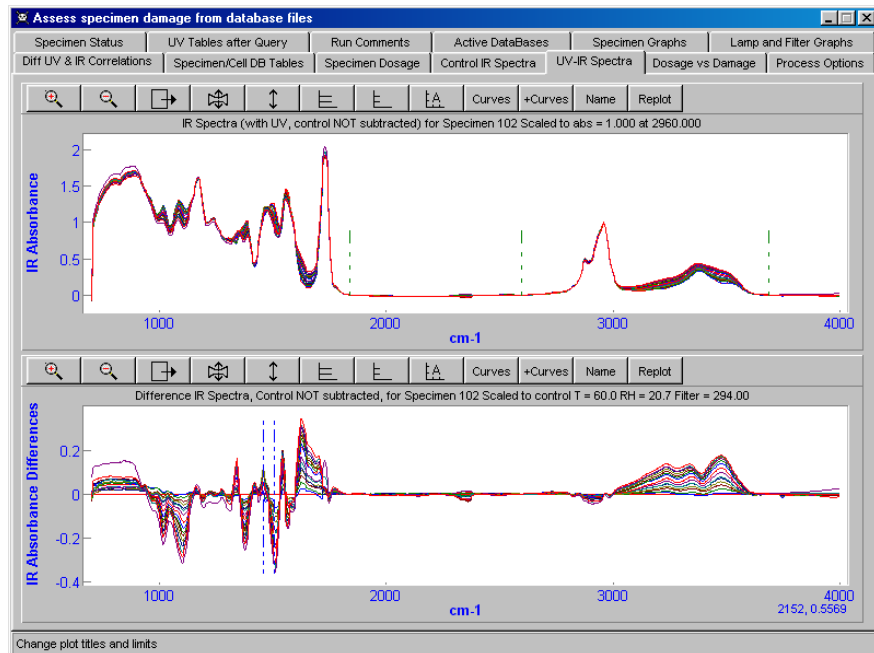 Assess specimen damage from database files
Specimen Status UV Tables after Query Run Comments Active DataBases Specimen Graphs Lamp and Filter Graphs
Diff UV & IR Correlations Specimen/Cell DB Tables Specimen Dosage Control IR Spectra UV-IR Spectra Dosage vs Damage Process Options
A Curves +Curves Name Replot
IR Spectra (with UV, control NOT subtracted) for Specimen 102 Scaled to abs = 1.000 at 2960.000
IR Absorbance
2
1.5
1
0.5
0
1000 2000 3000 4000
cm-1
A Curves +Curves Name Replot
Difference IR Spectra, Control NOT subtracted, for Specimen 102 Scaled to control T = 60.0 RH = 20.7 Filter = 294.00
IR Absorbance Differences
0.2
0
-0.2
-0.4
1000 2000 3000 4000
cm-1
2152, 0.5569
Change plot titles and limits